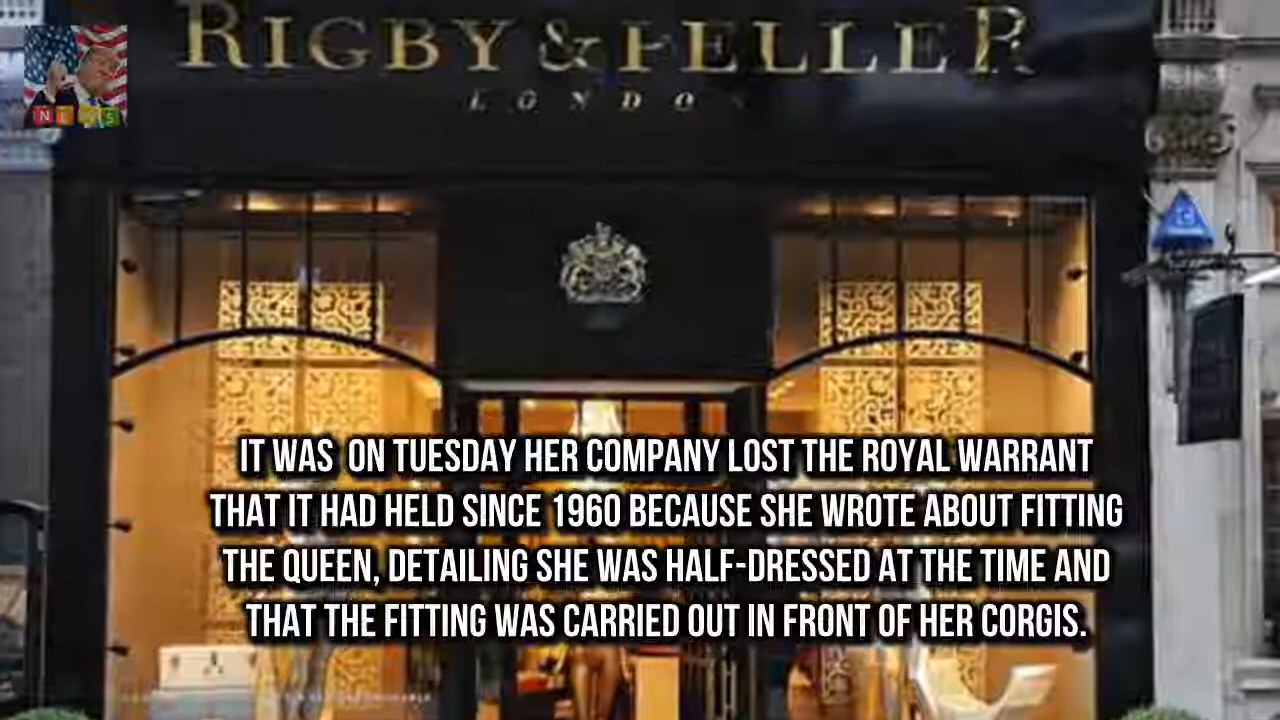 RIGBY & FELLER
LONDO
NEWS
IT WAS ON TUESDAY HER COMPANY LOST THE ROYAL WARRANT
THAT IT HAD HELD SINCE 1960 BECAUSE SHE WROTE ABOUT FITTING
THE QUEEN, DETAILING SHE WAS HALF-DRESSED AT THE TIME AND
THAT THE FITTING WAS CARRIED OUT IN FRONT OF HER CORGIS.